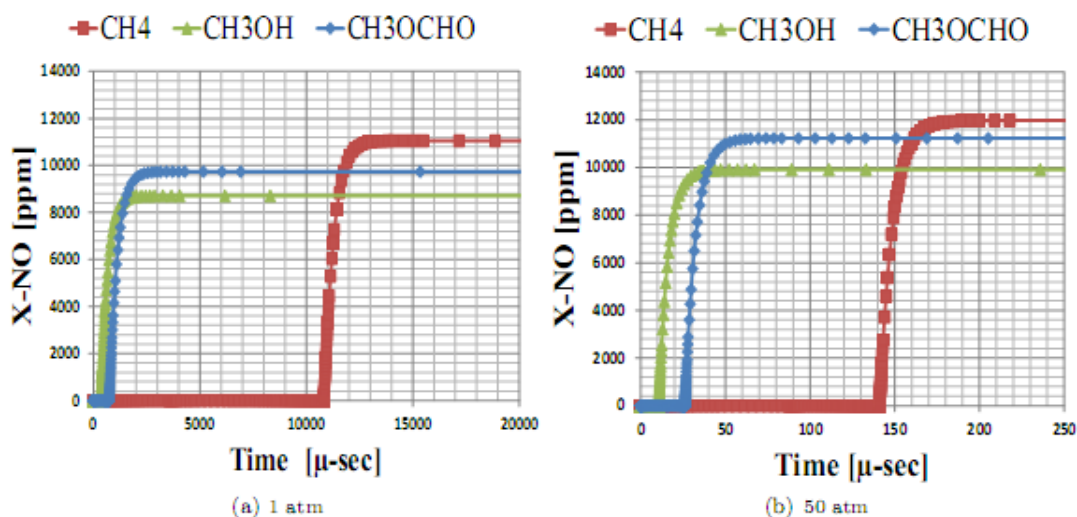 CH4 CH3OH CH3OCHO
14000
12000
10000
8000
6000
4000
2000
0
X-NO [ppm]
0 5000 10000 15000 20000
Time [μ-sec]
(a) 1 atm
CH4 CH3OH CH3OCHO
14000
12000
10000
8000
6000
4000
2000
0
X-NO [ppm]
0 50 100 150 200 250
Time [μ-sec]
(b) 50 atm